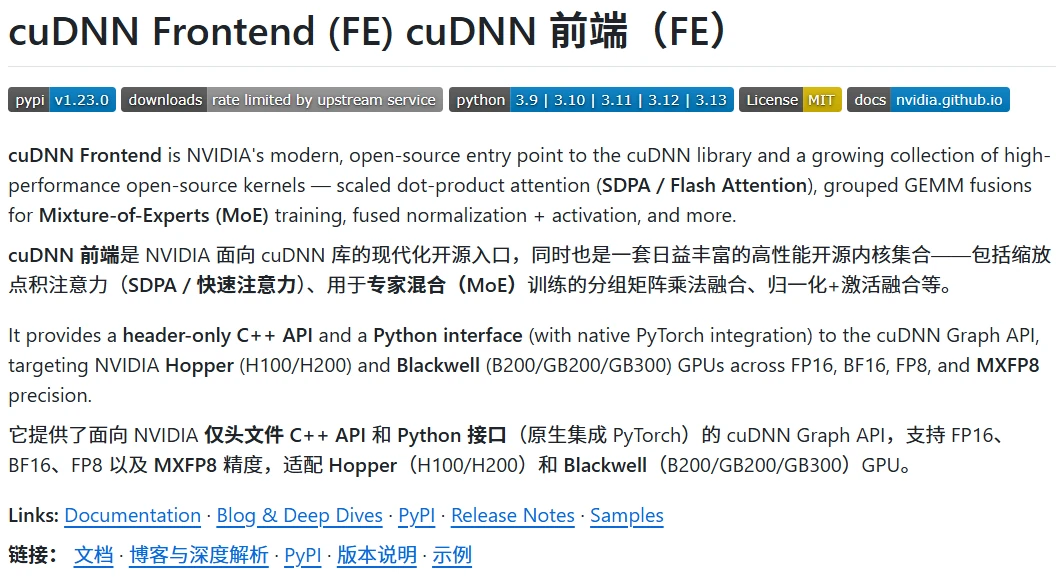 cuDNN Frontend (FE) cuDNN 前端（FE）
pypi v1.23.0 downloads rate limited by upstream service python 3.9 | 3.10 | 3.11 | 3.12 | 3.13 License MIT docs nvidia.github.io
cuDNN Frontend is NVIDIA's modern, open-source entry point to the cuDNN library and a growing collection of high-
performance open-source kernels — scaled dot-product attention (SDPA / Flash Attention), grouped GEMM fusions
for Mixture-of-Experts (MoE) training, fused normalization + activation, and more.
cuDNN 前端是 NVIDIA 面向 cuDNN 库的现代化开源入口，同时也是一套日益丰富的高性能开源内核集合——包括缩放
点积注意力（SDPA / 快速注意力）、用于专家混合（MoE）训练的分组矩阵乘法融合、归一化+激活融合等。
It provides a header-only C++ API and a Python interface (with native PyTorch integration) to the cuDNN Graph API,
targeting NVIDIA Hopper (H100/H200) and Blackwell (B200/GB200/GB300) GPUs across FP16, BF16, FP8, and MXFP8
precision.
它提供了面向 NVIDIA 仅头文件 C++ API 和 Python 接口（原生集成 PyTorch）的 cuDNN Graph API，支持 FP16、
BF16、FP8 以及 MXFP8 精度，适配 Hopper（H100/H200）和 Blackwell（B200/GB200/GB300）GPU。
Links: Documentation · Blog & Deep Dives · PyPI · Release Notes · Samples
链接： 文档 · 博客与深度解析 · PyPI · 版本说明 · 示例